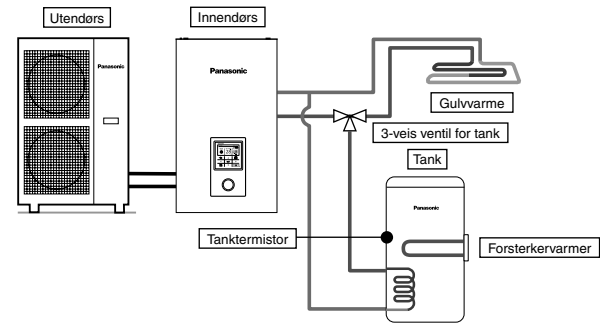 Utendørs
Innendørs
Panasonic
Panasonic
Gulvvarme
3-veis ventil for tank
Tank
Panasonic
Tanktermistor
Forsterkervarmer